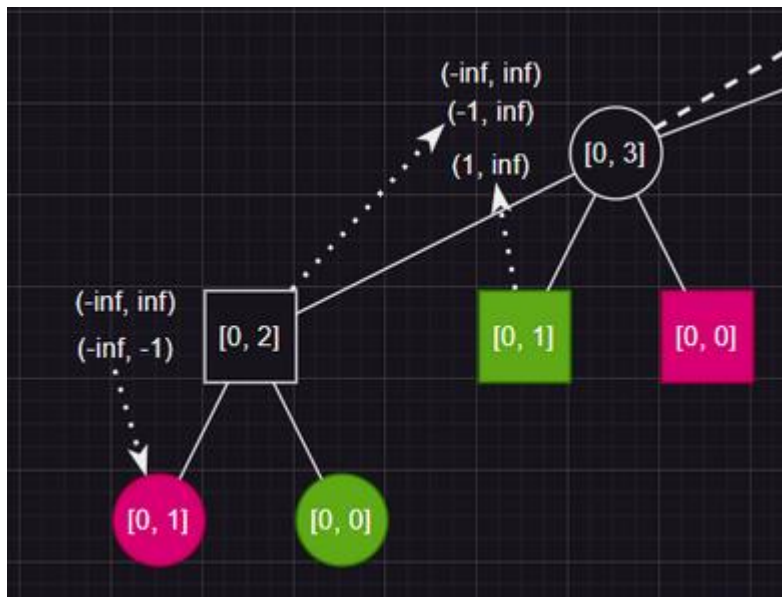 (-inf, inf)
(-1, inf)
(1, inf)
[0, 3]
(-inf, inf)
(-inf, -1)
[0, 2]
[0, 1]
[0, 0]
[0, 1]
[0, 0]